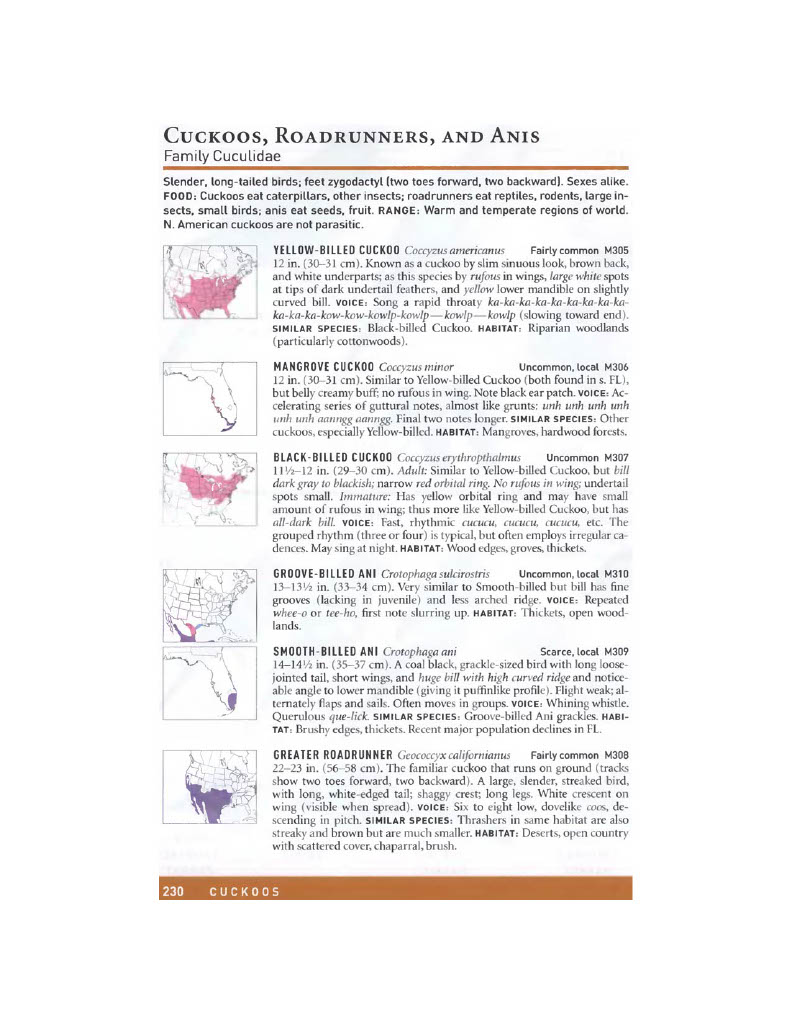 CUCKOOS, ROADRUNNERS, AND ANIS
Family Cuculidae
Slender, long-tailed birds; feet zygodactyl (two toes forward, two backward). Sexes alike.
FOOD: Cuckoos eat caterpillars, other insects; roadrunners eat reptiles, rodents, large in-
sects, small birds; anis eat seeds, fruit. RANGE: Warm and temperate regions of world.
N. American cuckoos are not parasitic.
YELLOW-BILLED CUCKOO Coccyzus americanus Fairly common M305
12 in. (30–31 cm). Known as a cuckoo by slim sinuous look, brown back,
and white underparts; as this species by rufous in wings, large white spots
at tips of dark undertail feathers, and yellow lower mandible on slightly
curved bill. VOICE: Song a rapid throaty ka-ka-ka-ka-ka-ka-ka-ka-ka-
ka-ka-ka-kow-kow-kowlp-kowlp—kowlp—kowlp (slowing toward end).
SIMILAR SPECIES: Black-billed Cuckoo. HABITAT: Riparian woodlands
(particularly cottonwoods).
MANGROVE CUCKOO Coccyzus minor Uncommon, local M306
12 in. (30–31 cm). Similar to Yellow-billed Cuckoo (both found in s. FL),
but belly creamy buff; no rufous in wing. Note black ear patch. VOICE: Ac-
celerating series of guttural notes, almost like grunts: unh unh unh unh
unh unh aanngg aanngg. Final two notes longer. SIMILAR SPECIES: Other
cuckoos, especially Yellow-billed. HABITAT: Mangroves, hardwood forests.
BLACK-BILLED CUCKOO Coccyzus erythropthalmus Uncommon M307
11½–12 in. (29–30 cm). Adult: Similar to Yellow-billed Cuckoo, but bill
dark gray to blackish; narrow red orbital ring. No rufous in wing; undertail
spots small. Immature: Has yellow orbital ring and may have small
amount of rufous in wing; thus more like Yellow-billed Cuckoo, but has
all-dark bill. VOICE: Fast, rhythmic cucucu, cucucu, cucucu, etc. The
grouped rhythm (three or four) is typical, but often employs irregular ca-
dences. May sing at night. HABITAT: Wood edges, groves, thickets.
GROOVE-BILLED ANI Crotophaga sulcirostris Uncommon, local M310
13–13½ in. (33–34 cm). Very similar to Smooth-billed but bill has fine
grooves (lacking in juvenile) and less arched ridge. VOICE: Repeated
whee-o or tee-ho, first note slurring up. HABITAT: Thickets, open wood-
lands.
SMOOTH-BILLED ANI Crotophaga ani Scarce, local M309
14–14½ in. (35–37 cm). A coal black, grackle-sized bird with long loose-
jointed tail, short wings, and huge bill with high curved ridge and notice-
able angle to lower mandible (giving it puffinlike profile). Flight weak; al-
ternately flaps and sails. Often moves in groups. VOICE: Whining whistle.
Querulous que-lick. SIMILAR SPECIES: Groove-billed Ani grackles. HABI-
TAT: Brushy edges, thickets. Recent major population declines in FL.
GREATER ROADRUNNER Geococcyx californianus Fairly common M308
22–23 in. (56–58 cm). The familiar cuckoo that runs on ground (tracks
show two toes forward, two backward). A large, slender, streaked bird,
with long, white-edged tail; shaggy crest; long legs. White crescent on
wing (visible when spread). VOICE: Six to eight low, dovelike coos, de-
scending in pitch. SIMILAR SPECIES: Thrashers in same habitat are also
streaky and brown but are much smaller. HABITAT: Deserts, open country
with scattered cover, chaparral, brush.
230 CUCKOOS